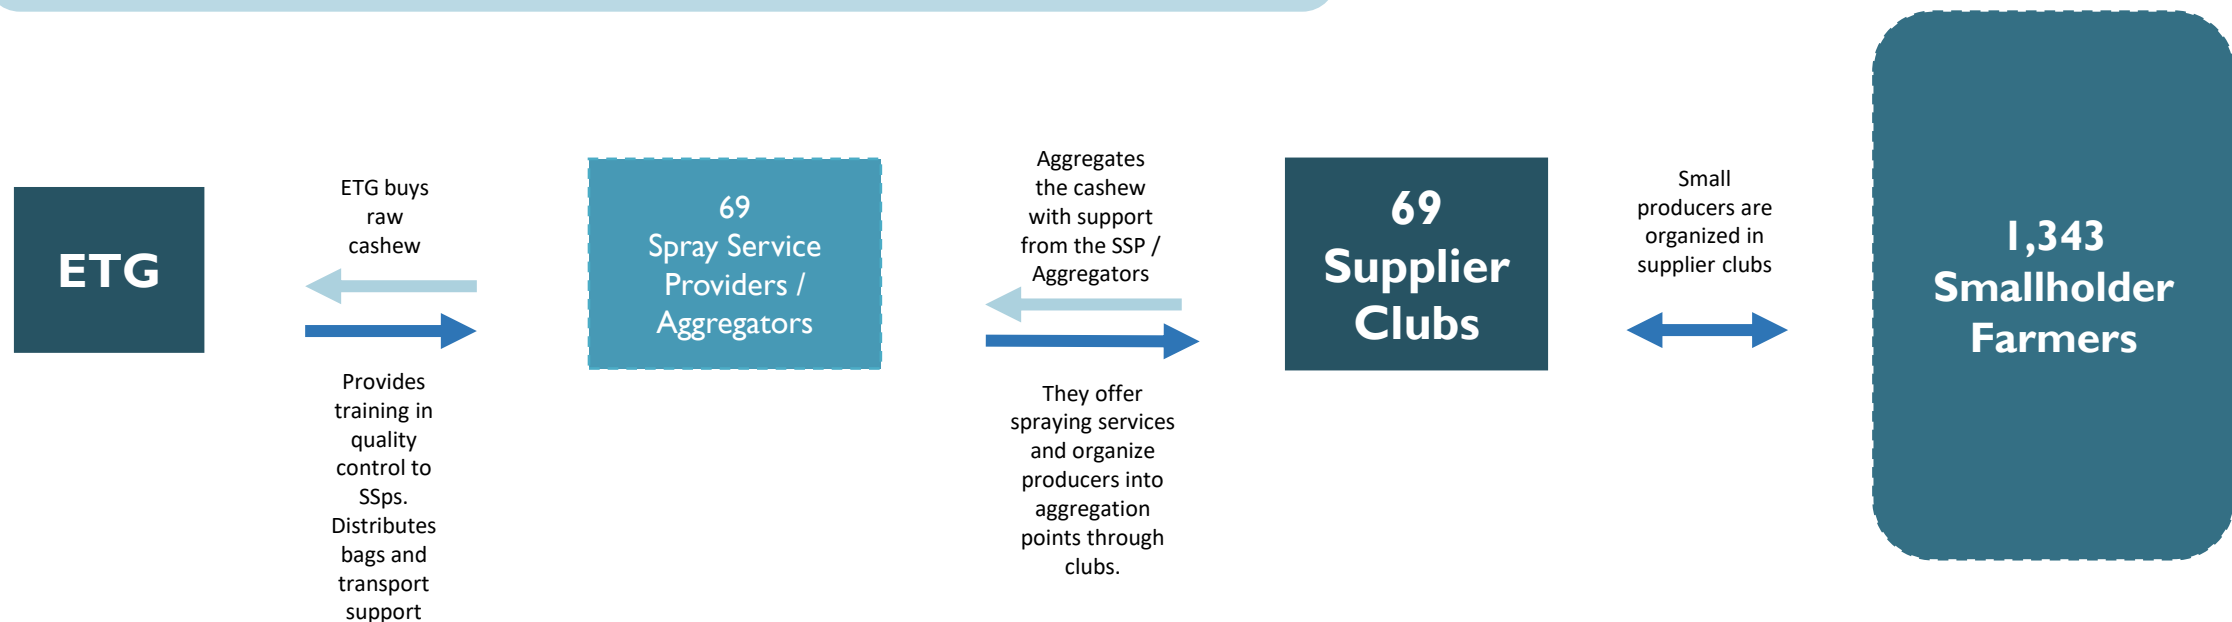 ETG
ETG buys
raw
cashew
Provides
training in
quality
control to
SSps.
Distributes
bags and
transport
support
69
Spray Service
Providers /
Aggregators
Aggregates
the cashew
with support
from the SSP /
Aggregators
They offer
spraying services
and organize
producers into
aggregation
points through
clubs.
69
Supplier
Clubs
Small
producers are
organized in
supplier clubs
1,343
Smallholder
Farmers